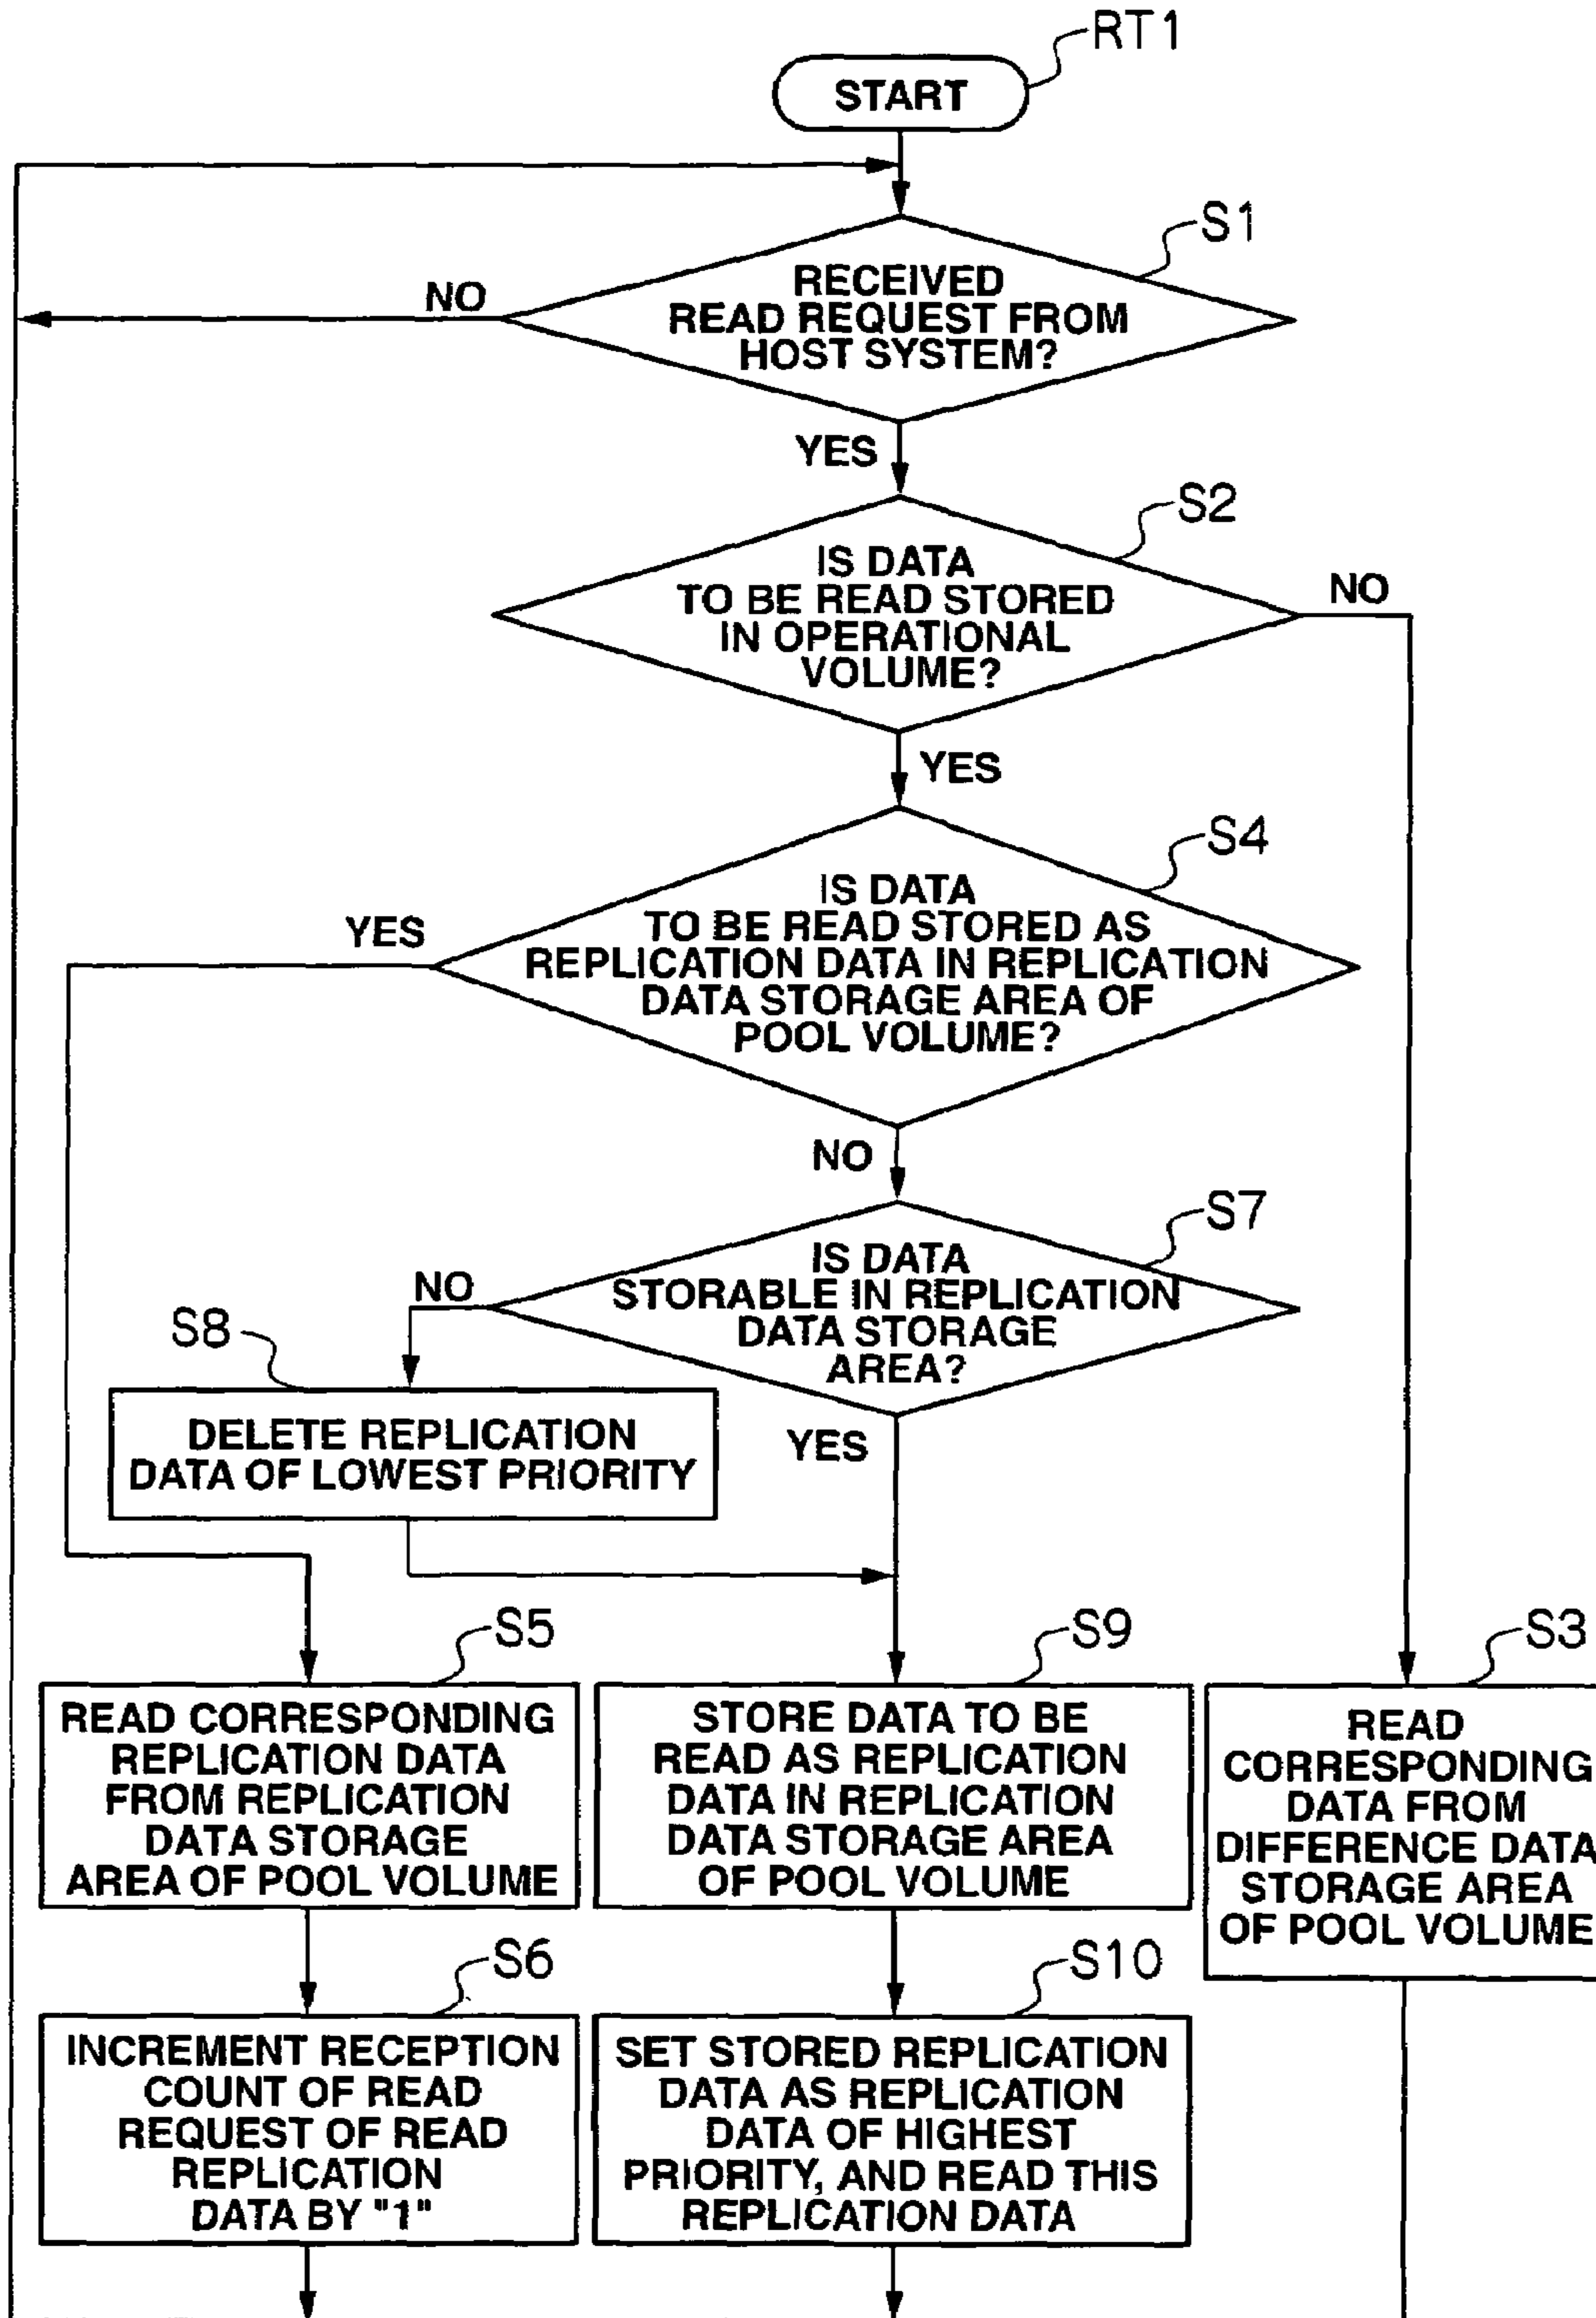 RT1
START
S1
RECEIVED
READ REQUEST FROM
HOST SYSTEM?
NO
YES
S2
IS DATA
TO BE READ STORED
IN OPERATIONAL
VOLUME?
NO
YES
S4
IS DATA
TO BE READ STORED AS
REPLICATION DATA IN REPLICATION
DATA STORAGE AREA OF
POOL VOLUME?
YES
NO
S7
IS DATA
STORABLE IN REPLICATION
DATA STORAGE
AREA?
NO
YES
S8
DELETE REPLICATION
DATA OF LOWEST PRIORITY
S5
READ CORRESPONDING
REPLICATION DATA
FROM REPLICATION
DATA STORAGE
AREA OF POOL VOLUME
S9
STORE DATA TO BE
READ AS REPLICATION
DATA IN REPLICATION
DATA STORAGE AREA
OF POOL VOLUME
S3
READ
CORRESPONDING
DATA FROM
DIFFERENCE DATA
STORAGE AREA
OF POOL VOLUME
S6
INCREMENT RECEPTION
COUNT OF READ
REQUEST OF READ
REPLICATION
DATA BY "1"
S10
SET STORED REPLICATION
DATA AS REPLICATION
DATA OF HIGHEST
PRIORITY, AND READ THIS
REPLICATION DATA